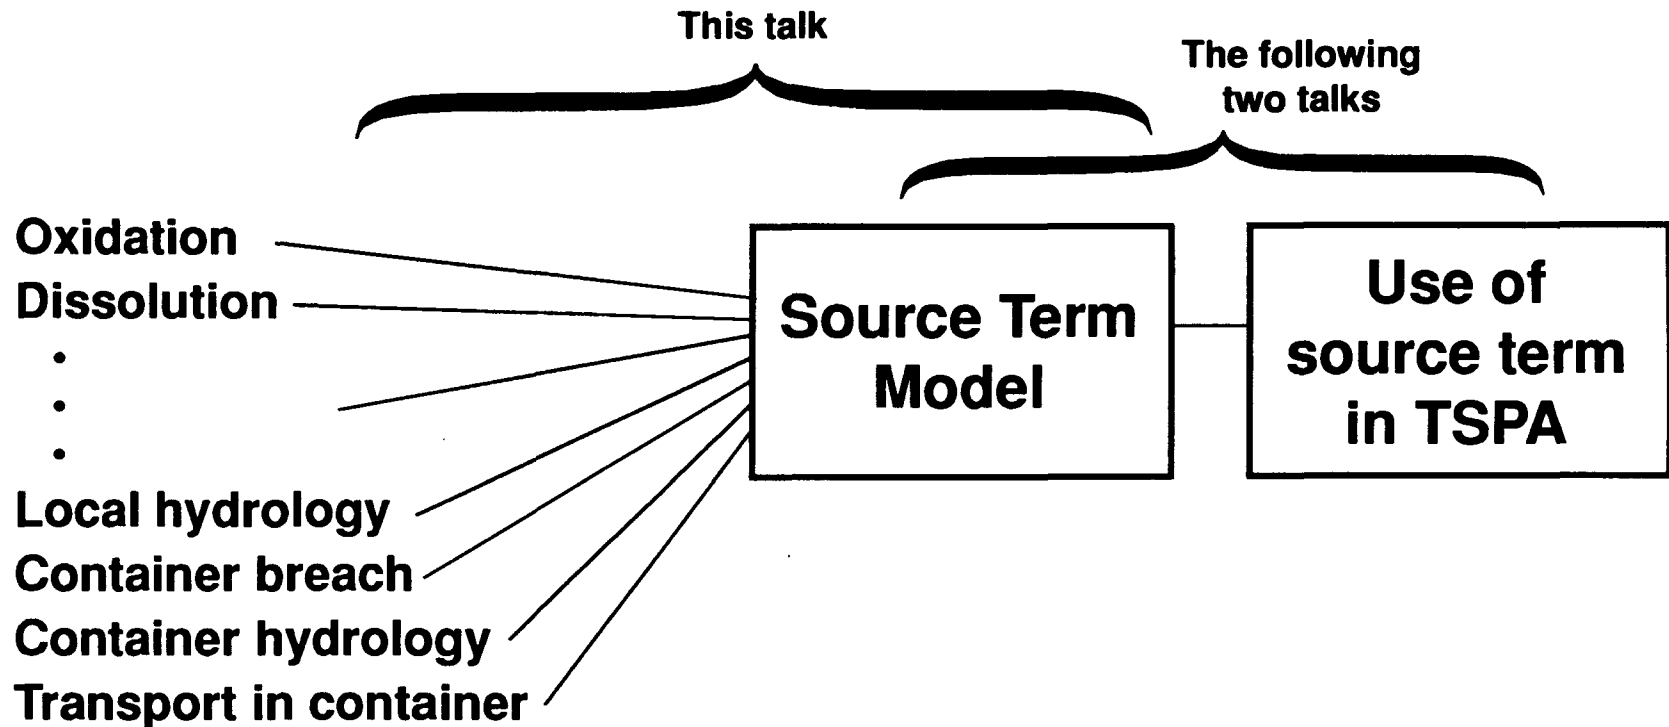 This talk
The following
two talks
Oxidation
Dissolution
•
•
•
Local hydrology
Container breach
Container hydrology
Transport in container
Source Term
Model
Use of
source term
in TSPA